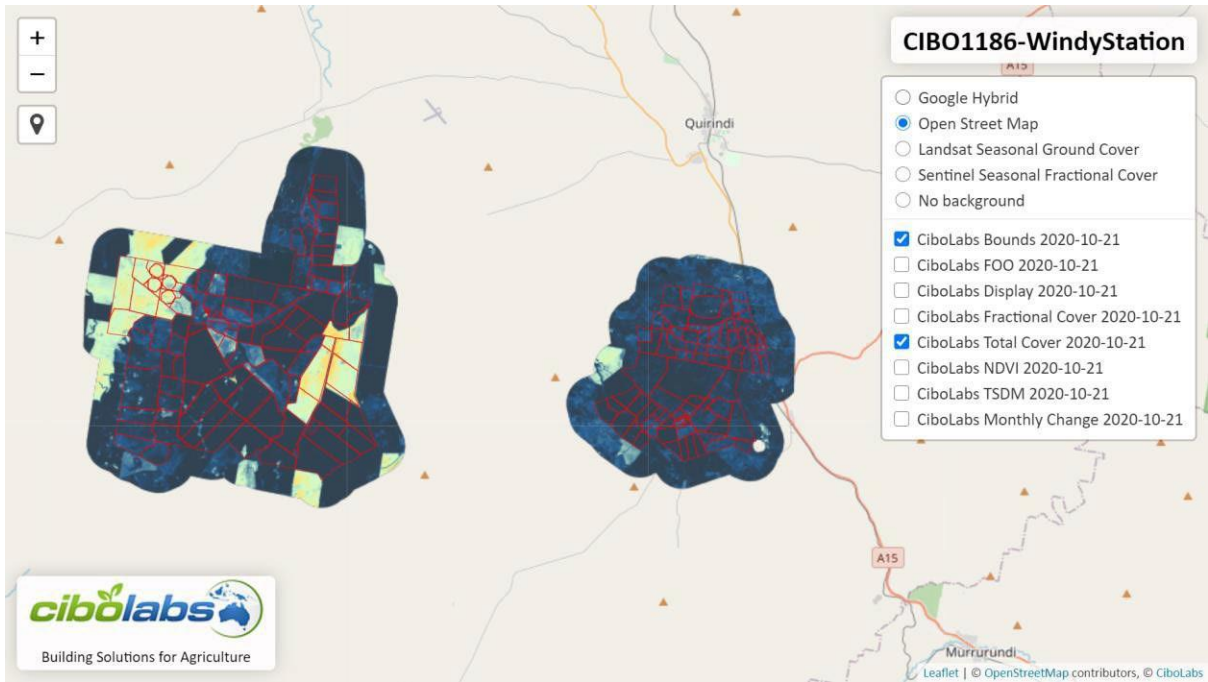 +
−
CIBO1186-WindyStation
A15
Google Hybrid
Open Street Map
Landsat Seasonal Ground Cover
Sentinel Seasonal Fractional Cover
No background
CiboLabs Bounds 2020-10-21
CiboLabs FOO 2020-10-21
CiboLabs Display 2020-10-21
CiboLabs Fractional Cover 2020-10-21
CiboLabs Total Cover 2020-10-21
CiboLabs NDVI 2020-10-21
CiboLabs TSDM 2020-10-21
CiboLabs Monthly Change 2020-10-21
Quirindi
A15
Murrurundi
cibolabs
Building Solutions for Agriculture
Leaflet | © OpenStreetMap contributors, © CiboLabs